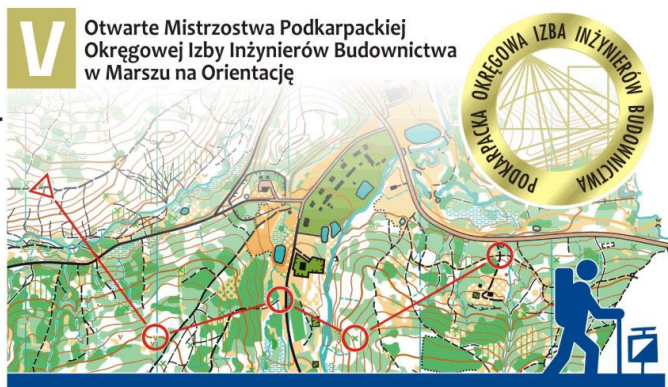 V
Otwarte Mistrzostwa Podkarpackiej
Okręgowej Izby Inżynierów Budownictwa
w Marszu na Orientację
PODKARPACKA OKRĘGOWA IZBA INŻYNIERÓW BUDOWNICTWA